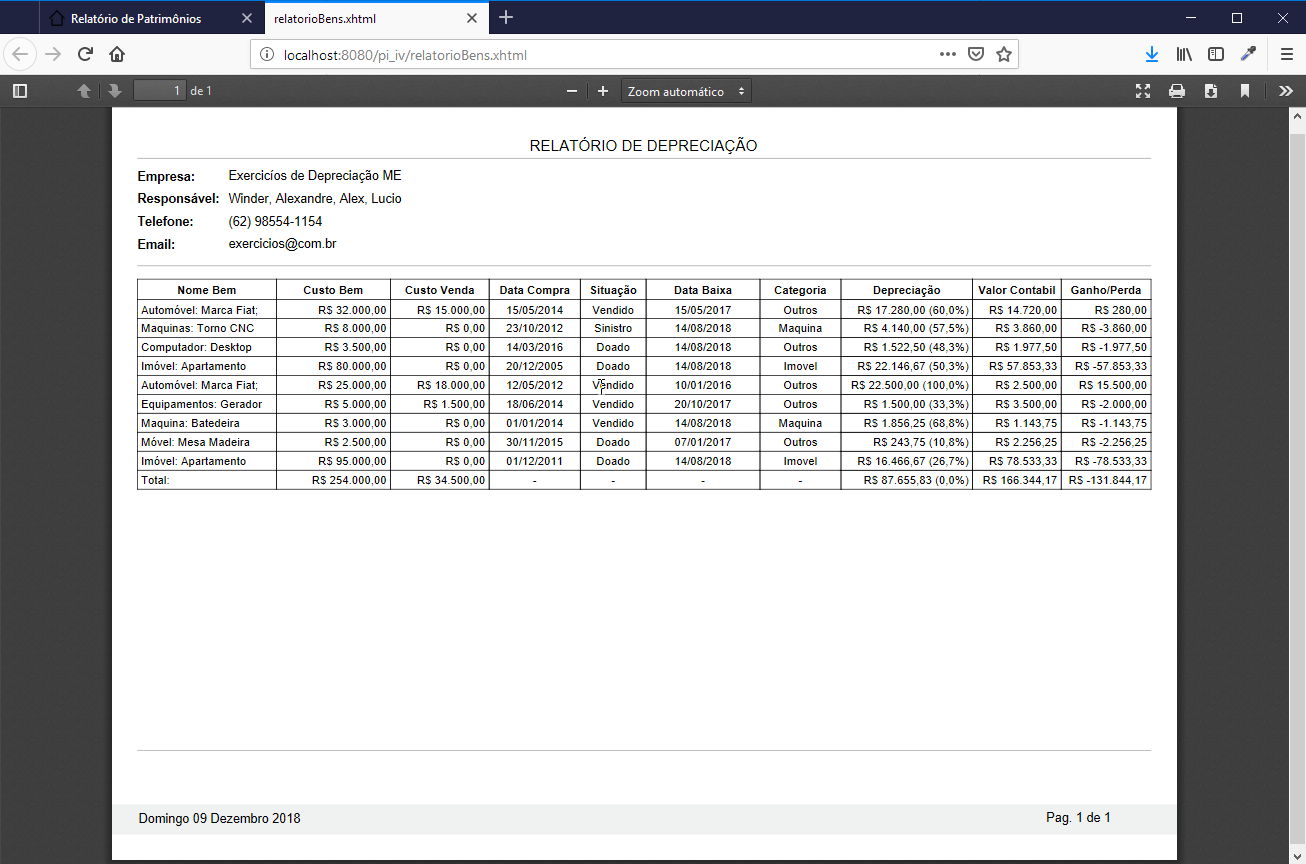 Relatório de Patrimônios
relatorioBens.xhtml
localhost:8080/pi_iv/relatorioBens.xhtml
1 de 1
Zoom automático
RELATÓRIO DE DEPRECIAÇÃO
Empresa: Exercicíos de Depreciação ME
Responsável: Winder, Alexandre, Alex, Lucio
Telefone: (62) 98554-1154
Email: exercicios@com.br
Nome Bem Custo Bem Custo Venda Data Compra Situação Data Baixa Categoria Depreciação Valor Contabil Ganho/Perda
Automóvel: Marca Fiat; R$ 32.000,00 R$ 15.000,00 15/05/2014 Vendido 15/05/2017 Outros R$ 17.280,00 (60,0%) R$ 14.720,00 R$ 280,00
Maquinas: Torno CNC R$ 8.000,00 R$ 0,00 23/10/2012 Sinistro 14/08/2018 Maquina R$ 4.140,00 (57,5%) R$ 3.860,00 R$ -3.860,00
Computador: Desktop R$ 3.500,00 R$ 0,00 14/03/2016 Doado 14/08/2018 Outros R$ 1.522,50 (48,3%) R$ 1.977,50 R$ -1.977,50
Imóvel: Apartamento R$ 80.000,00 R$ 0,00 20/12/2005 Doado 14/08/2018 Imovel R$ 22.146,67 (50,3%) R$ 57.853,33 R$ -57.853,33
Automóvel: Marca Fiat; R$ 25.000,00 R$ 18.000,00 12/05/2012 Vendido 10/01/2016 Outros R$ 22.500,00 (100,0%) R$ 2.500,00 R$ 15.500,00
Equipamentos: Gerador R$ 5.000,00 R$ 1.500,00 18/06/2014 Vendido 20/10/2017 Outros R$ 1.500,00 (33,3%) R$ 3.500,00 R$ -2.000,00
Maquina: Batedeira R$ 3.000,00 R$ 0,00 01/01/2014 Vendido 14/08/2018 Maquina R$ 1.856,25 (68,8%) R$ 1.143,75 R$ -1.143,75
Móvel: Mesa Madeira R$ 2.500,00 R$ 0,00 30/11/2015 Doado 07/01/2017 Outros R$ 243,75 (10,8%) R$ 2.256,25 R$ -2.256,25
Imóvel: Apartamento R$ 95.000,00 R$ 0,00 01/12/2011 Doado 14/08/2018 Imovel R$ 16.466,67 (26,7%) R$ 78.533,33 R$ -78.533,33
Total: R$ 254.000,00 R$ 34.500,00 - - - - R$ 87.655,83 (0,0%) R$ 166.344,17 R$ -131.844,17
Domingo 09 Dezembro 2018 Pag. 1 de 1